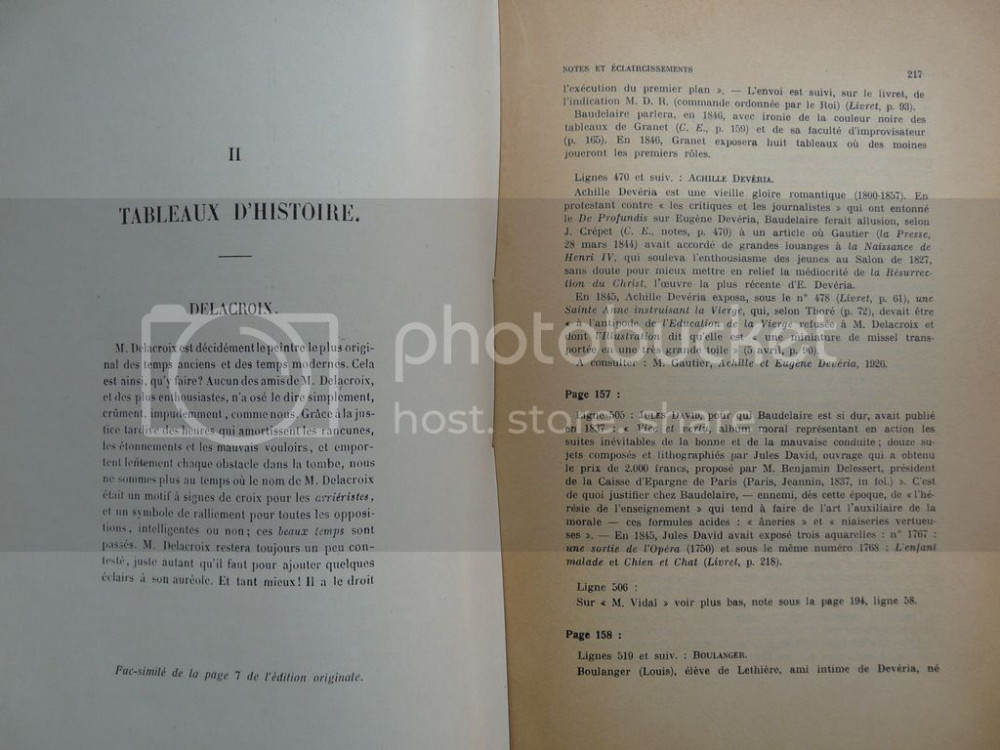 II
TABLEAUX D'HISTOIRE.
DELACROIX.
M. Delacroix est décidément le peintre le plus origi-
nal des temps anciens et des temps modernes. Cela
est ainsi, qu'y faire? Aucun des amis de M. Delacroix,
et des plus enthousiastes, n'a osé le dire simplement,
crûment, impudemment, comme nous. Grâce à la jus-
tice tardive des heures qui amortissent les rancunes,
les étonnements et les mauvais vouloirs, et empor-
tent lentement chaque obstacle dans la tombe, nous
ne sommes plus au temps où le nom de M. Delacroix
était un motif à signes de croix pour les arriéristes,
et un symbole de ralliement pour toutes les opposi-
tions, intelligentes ou non; ces beaux temps sont
passés. M. Delacroix restera toujours un peu con-
testé, juste autant qu'il faut pour ajouter quelques
éclairs à son auréole. Et tant mieux! Il a le droit
Fac-similé de la page 7 de l'édition originale.
NOTES ET ÉCLAIRCISSEMENTS 217
l'exécution du premier plan ». — L'envoi est suivi, sur le livret, de
l'indication M. D. R. (commande ordonnée par le Roi) (Livret, p. 93).
Baudelaire parlera, en 1846, avec ironie de la couleur noire des
tableaux de Granet (C. E., p. 159) et de sa faculté d'improvisateur
(p. 165). En 1846, Granet exposera huit tableaux où des moines
joueront les premiers rôles.
Lignes 470 et suiv. : ACHILLE DEVÉRIA.
Achille Devéria est une vieille gloire romantique (1800-1857). En
protestant contre « les critiques et les journalistes » qui ont entonné
le De Profundis sur Eugène Devéria, Baudelaire ferait allusion, selon
J. Crépet (C. E., notes, p. 470) à un article où Gautier (la Presse,
28 mars 1844) avait accordé de grandes louanges à la Naissance de
Henri IV, qui souleva l'enthousiasme des jeunes au Salon de 1827,
sans doute pour mieux mettre en relief la médiocrité de la Résurrec-
tion du Christ, l'œuvre la plus récente d'E. Devéria.
En 1845, Achille Devéria exposa, sous le n° 478 (Livret, p. 61), une
Sainte Anne instruisant la Vierge, qui, selon Thoré (p. 72), devait être
« à l'antipode de l'Education de la Vierge refusée à M. Delacroix et
dont l'Illustration dit qu'elle est « une miniature de missel trans-
portée en une très grande toile » (5 avril, p. 90).
A consulter : M. Gautier, Achille et Eugène Devéria, 1926.
Page 157 :
Ligne 505 : JULES DAVID, pour qui Baudelaire est si dur, avait publié
en 1837 : « Vice et vertu, album moral représentant en action les
suites inévitables de la bonne et de la mauvaise conduite ; douze su-
jets composés et lithographiés par Jules David, ouvrage qui a obtenu
le prix de 2.000 francs, proposé par M. Benjamin Delessert, président
de la Caisse d'Epargne de Paris (Paris, Jeannin, 1837, in fol.) ». C'est
de quoi justifier chez Baudelaire, — ennemi, dès cette époque, de « l'hé-
résie de l'enseignement » qui tend à faire de l'art l'auxiliaire de la
morale — ces formules acides : « âneries » et « niaiseries vertueu-
ses ». — En 1845, Jules David avait exposé trois aquarelles : n° 1767 :
une sortie de l'Opéra (1750) et sous le même numéro 1768 : L'enfant
malade et Chien et Chat (Livret, p. 218).
Ligne 506 :
Sur « M. Vidal » voir plus bas, note sous la page 194, ligne 58.
Page 158 :
Lignes 519 et suiv. : BOULANGER.
Boulanger (Louis), élève de Lethière, ami intime de Devéria, né
photobucket
host. store. share.